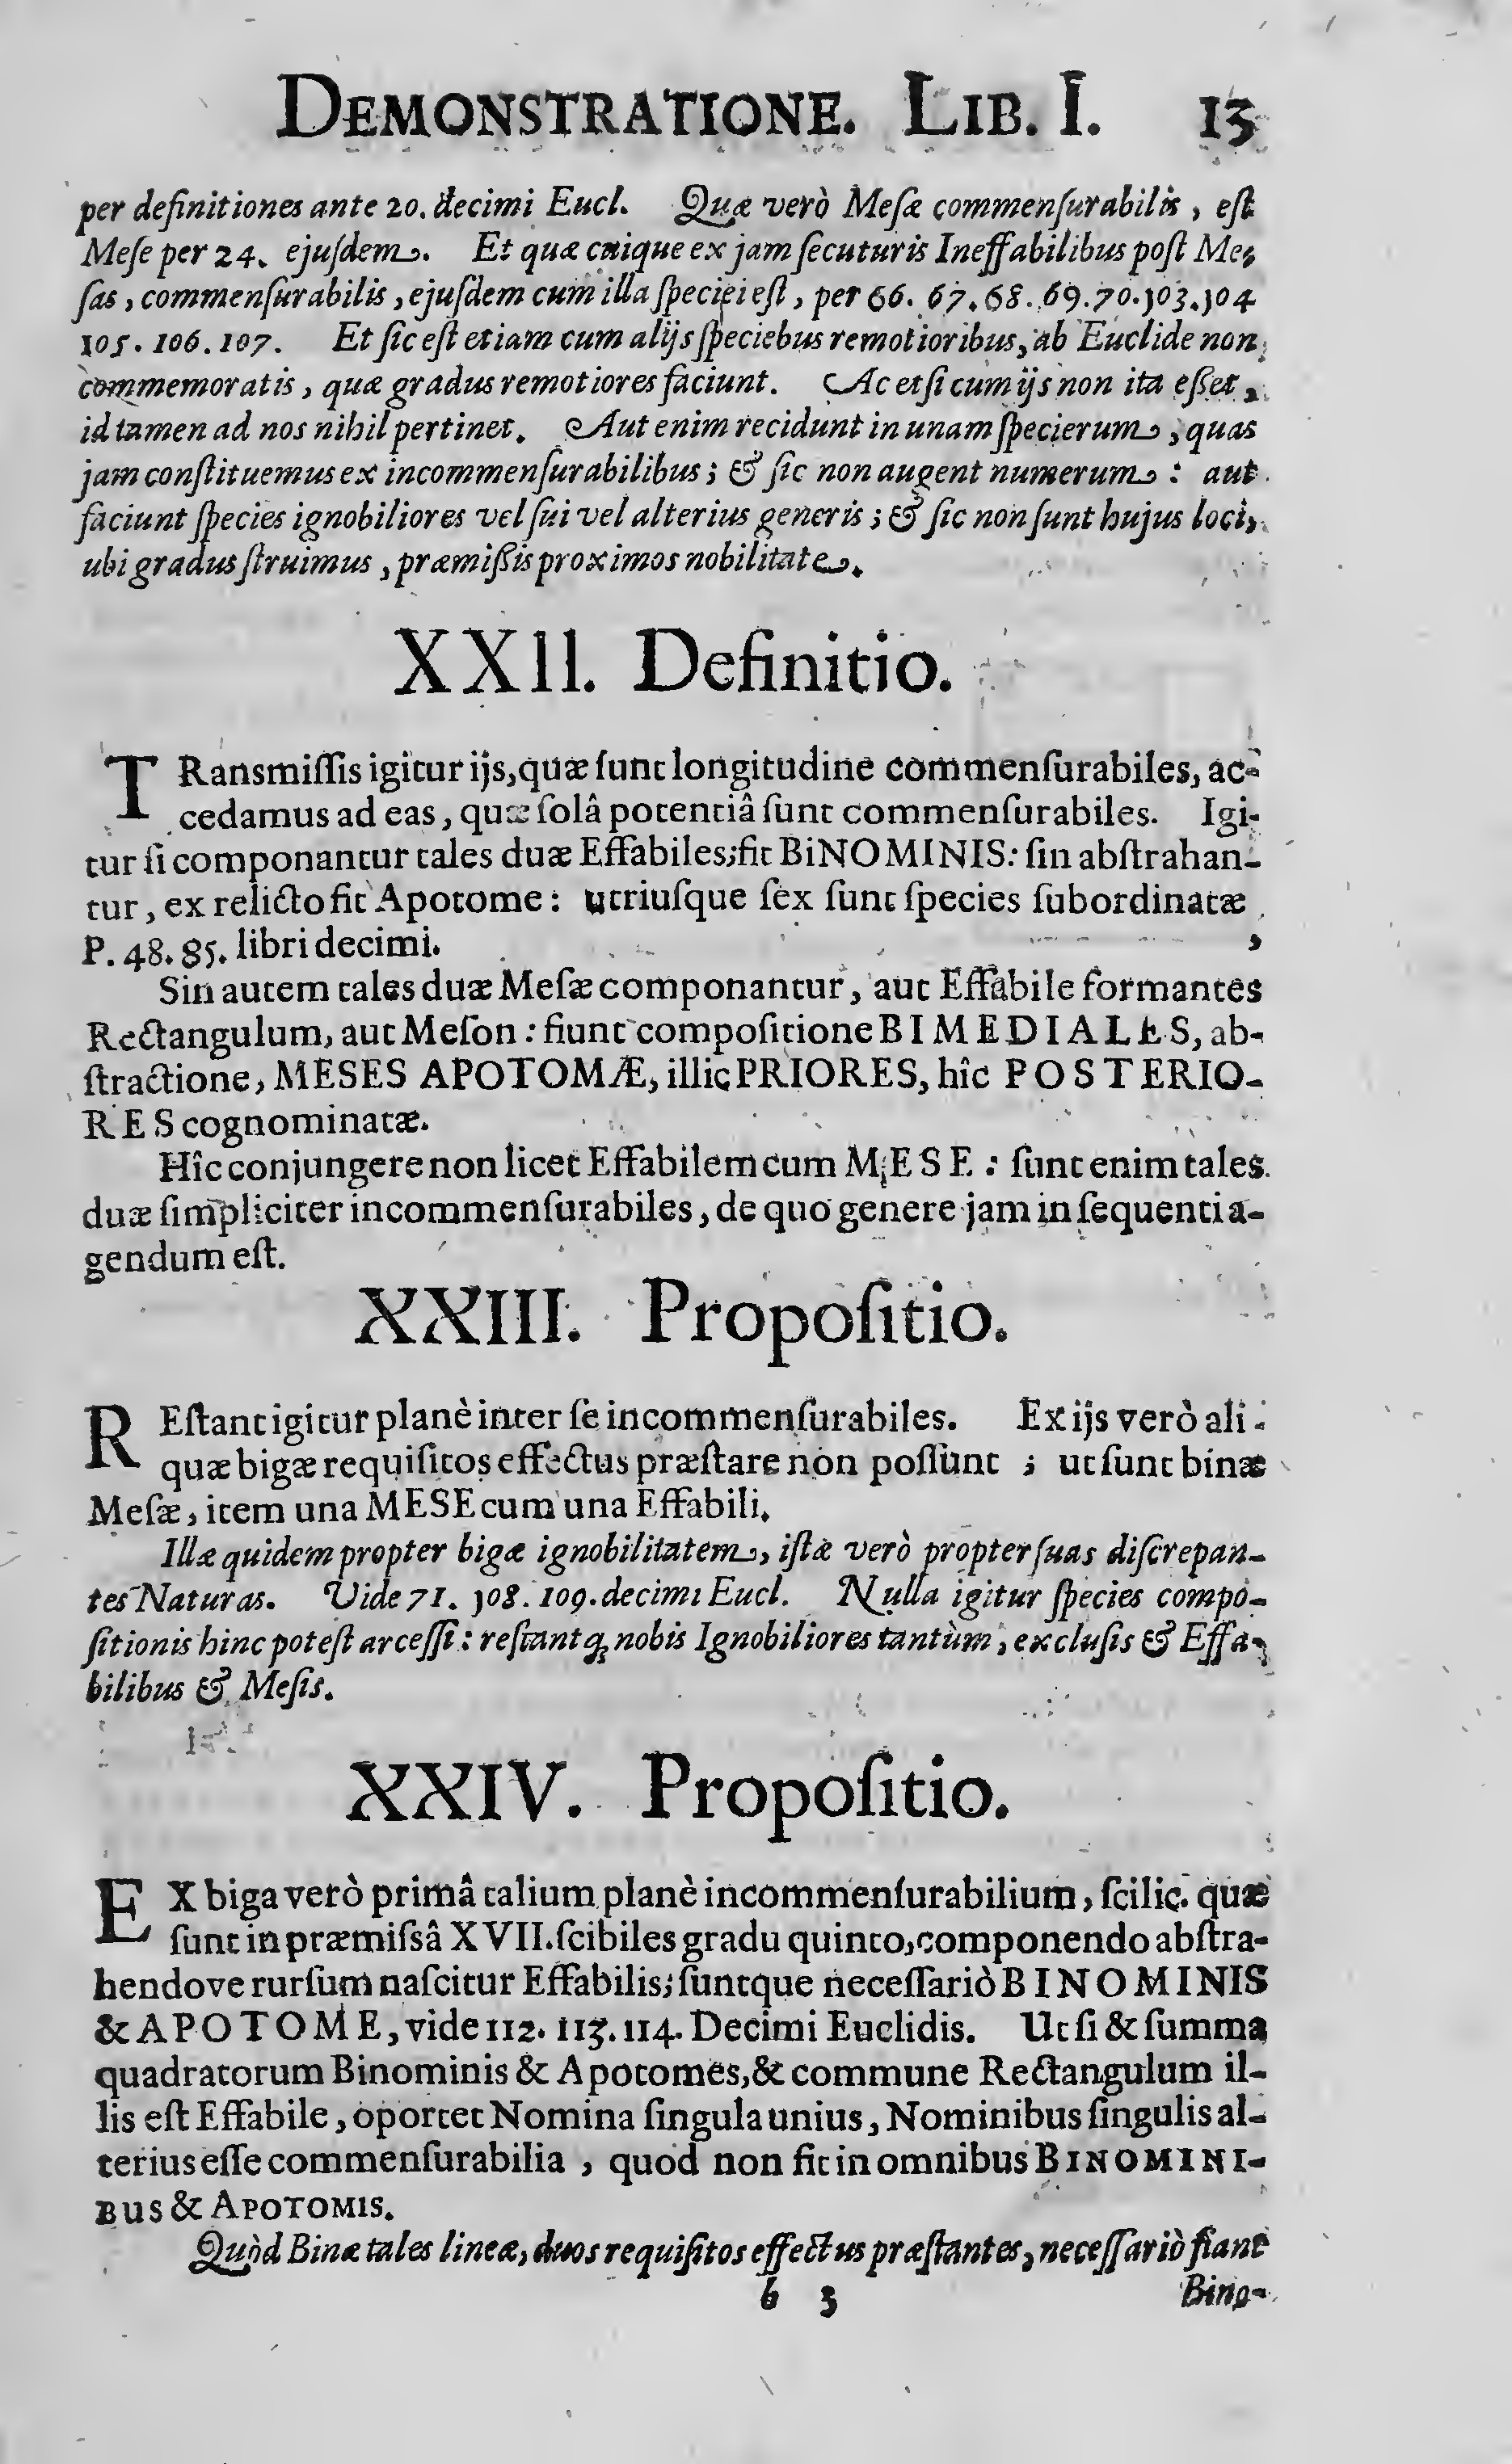 DEMONSTRATIONE. LIB. I. 13
per definitiones ante 20. decimi Eucl. Quæ verò Meſæ commenſurabilis, eſt
Meſe per 24. ejuſdem. Et quæ cuique ex jam ſecuturis Ineffabilibus poſt Me-
ſas, commenſurabilis, ejuſdem cum illa ſpeciei eſt, per 66. 67. 68. 69. 70. 103. 104
105. 106. 107. Et ſic eſt etiam cum alijs ſpeciebus remotioribus, ab Euclide non
commemoratis, quæ gradus remotiores faciunt. Ac etſi cum ijs non ita eſſet,
id tamen ad nos nihil pertinet. Aut enim recidunt in unam ſpecierum, quas
jam conſtituemus ex incommenſurabilibus; & ſic non augent numerum: aut
faciunt ſpecies ignobiliores vel ſui vel alterius generis; & ſic non ſunt hujus loci,
ubi gradus ſtruimus, præmiſſis proximos nobilitate.
XXII. Definitio.
TRansmiſſis igitur ijs, quæ ſunt longitudine commenſurabiles, ac-
cedamus ad eas, quæ ſolâ potentiâ ſunt commenſurabiles. Igi-
tur ſi componantur tales duæ Effabiles; fit BiNOMINIS: ſin abſtrahan-
tur, ex relicto fit Apotome: utriuſque ſex ſunt ſpecies ſubordinatæ,
P. 48. 85. libri decimi.
Sin autem tales duæ Meſæ componantur, aut Effabile formantes
Rectangulum, aut Meſon: fiunt compoſitione BIMEDIALES, ab-
ſtractione, MESES APOTOMÆ, illic PRIORES, hîc POSTERIO-
RES cognominatæ.
Hîc conjungere non licet Effabilem cum MESE: ſunt enim tales
duæ ſimpliciter incommenſurabiles, de quo genere jam in ſequenti a-
gendum eſt.
XXIII. Propoſitio.
REſtant igitur planè inter ſe incommenſurabiles. Ex ijs verò ali-
quæ bigæ requiſitos effectus præſtare non poſſunt; ut ſunt binæ
Meſæ, item una MESE cum una Effabili.
Illæ quidem propter bigæ ignobilitatem, iſtæ verò propter ſuas diſcrepan-
tes Naturas. Vide 71. 108. 109. decimi Eucl. Nulla igitur ſpecies compo-
ſitionis hinc poteſt arceſſi: reſtantq́; nobis Ignobiliores tantùm, excluſis & Effa-
bilibus & Meſis.
XXIV. Propoſitio.
EX biga verò primâ talium planè incommenſurabilium, ſcilic. quæ
ſunt in præmiſsâ XVII. ſcibiles gradu quinto, componendo abſtra-
hendove rurſum naſcitur Effabilis; ſuntque neceſſariò BINOMINIS
& APOTOME, vide 112. 113. 114. Decimi Euclidis. Ut ſi & ſumma
quadratorum Binominis & Apotomes, & commune Rectangulum il-
lis eſt Effabile, oportet Nomina ſingula unius, Nominibus ſingulis al-
terius eſſe commenſurabilia, quod non fit in omnibus BINOMINI-
BUS & APOTOMIS.
Quòd Binæ tales lineæ, duos requiſitos effectus præſtantes, neceſſariò fiant
b 3 Bino-